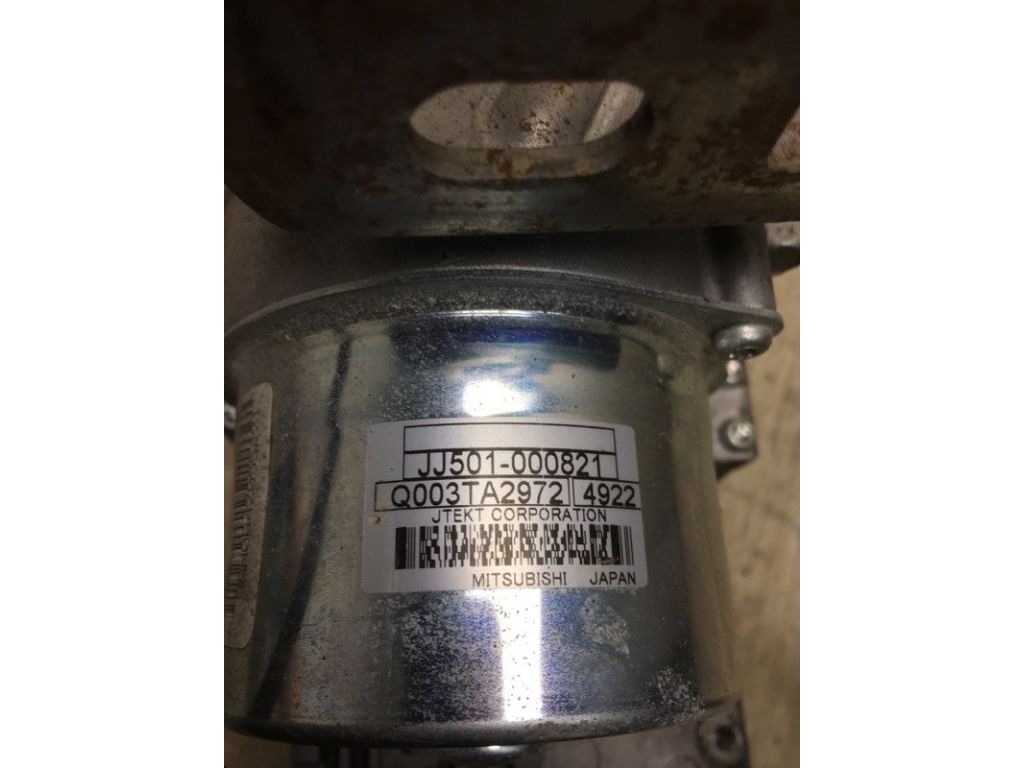 JJ501-000821
Q003TA2972 4922
JTEKT CORPORATION
MITSUBISHI JAPAN